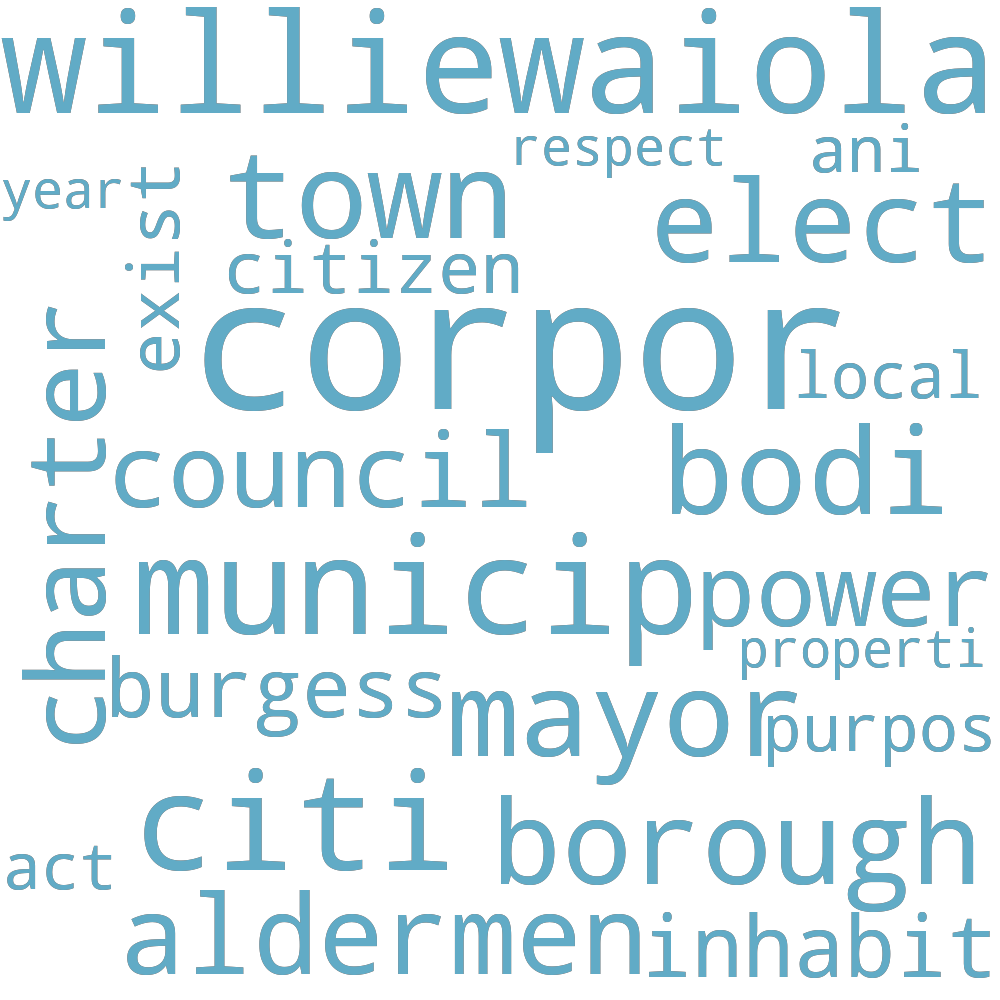 williewaiola
respect
ani
year
exist
town
elect
citizen
corpor
local
charter
council
bodi
municip
power
properti
burgess
mayor
purpos
citi
borough
act
aldermen
inhabit